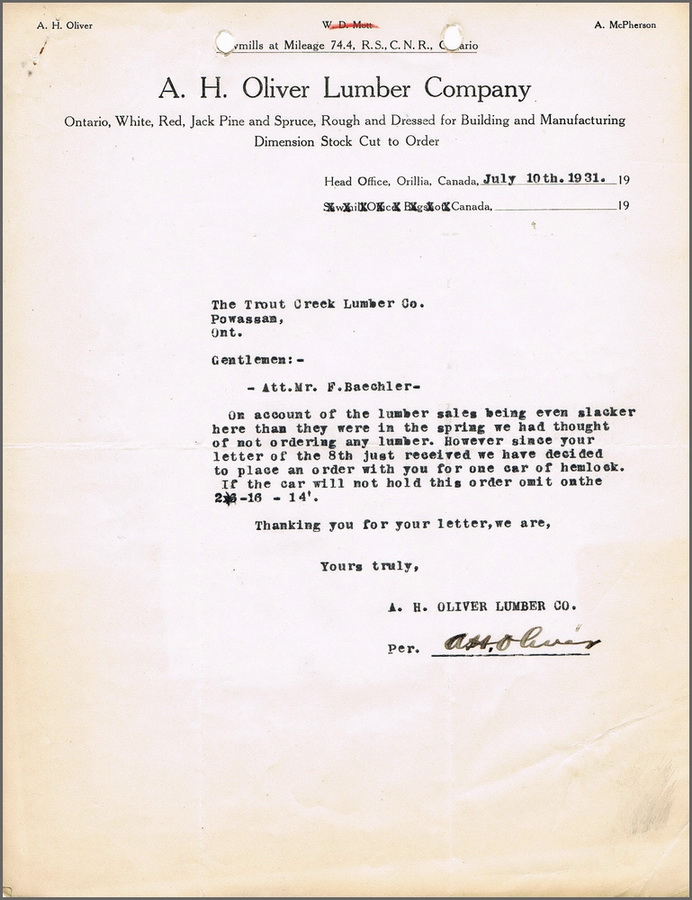 A. H. Oliver W. D. Mott A. McPherson
mills at Mileage 74.4, R.S., C.N.R.,
A. H. Oliver Lumber Company
Ontario, White, Red, Jack Pine and Spruce, Rough and Dressed for Building and Manufacturing
Dimension Stock Cut to Order
Head Office, Orillia, Canada, July 10th. 1931. 19
Canada, 19
The Trout Creek Lumber Co.
Powassan,
Ont.
Gentlemen:-
- Att.Mr. F.Baechler-
On account of the lumber sales being even slacker
here than they were in the spring we had thought
of not ordering any lumber. However since your
letter of the 8th just received we have decided
to place an order with you for one car of hemlock.
If the car will not hold this order omit onthe
-16 - 14'.
Thanking you for your letter,we are,
Yours truly,
A. H. OLIVER LUMBER CO.
Per. A.H. Oliver